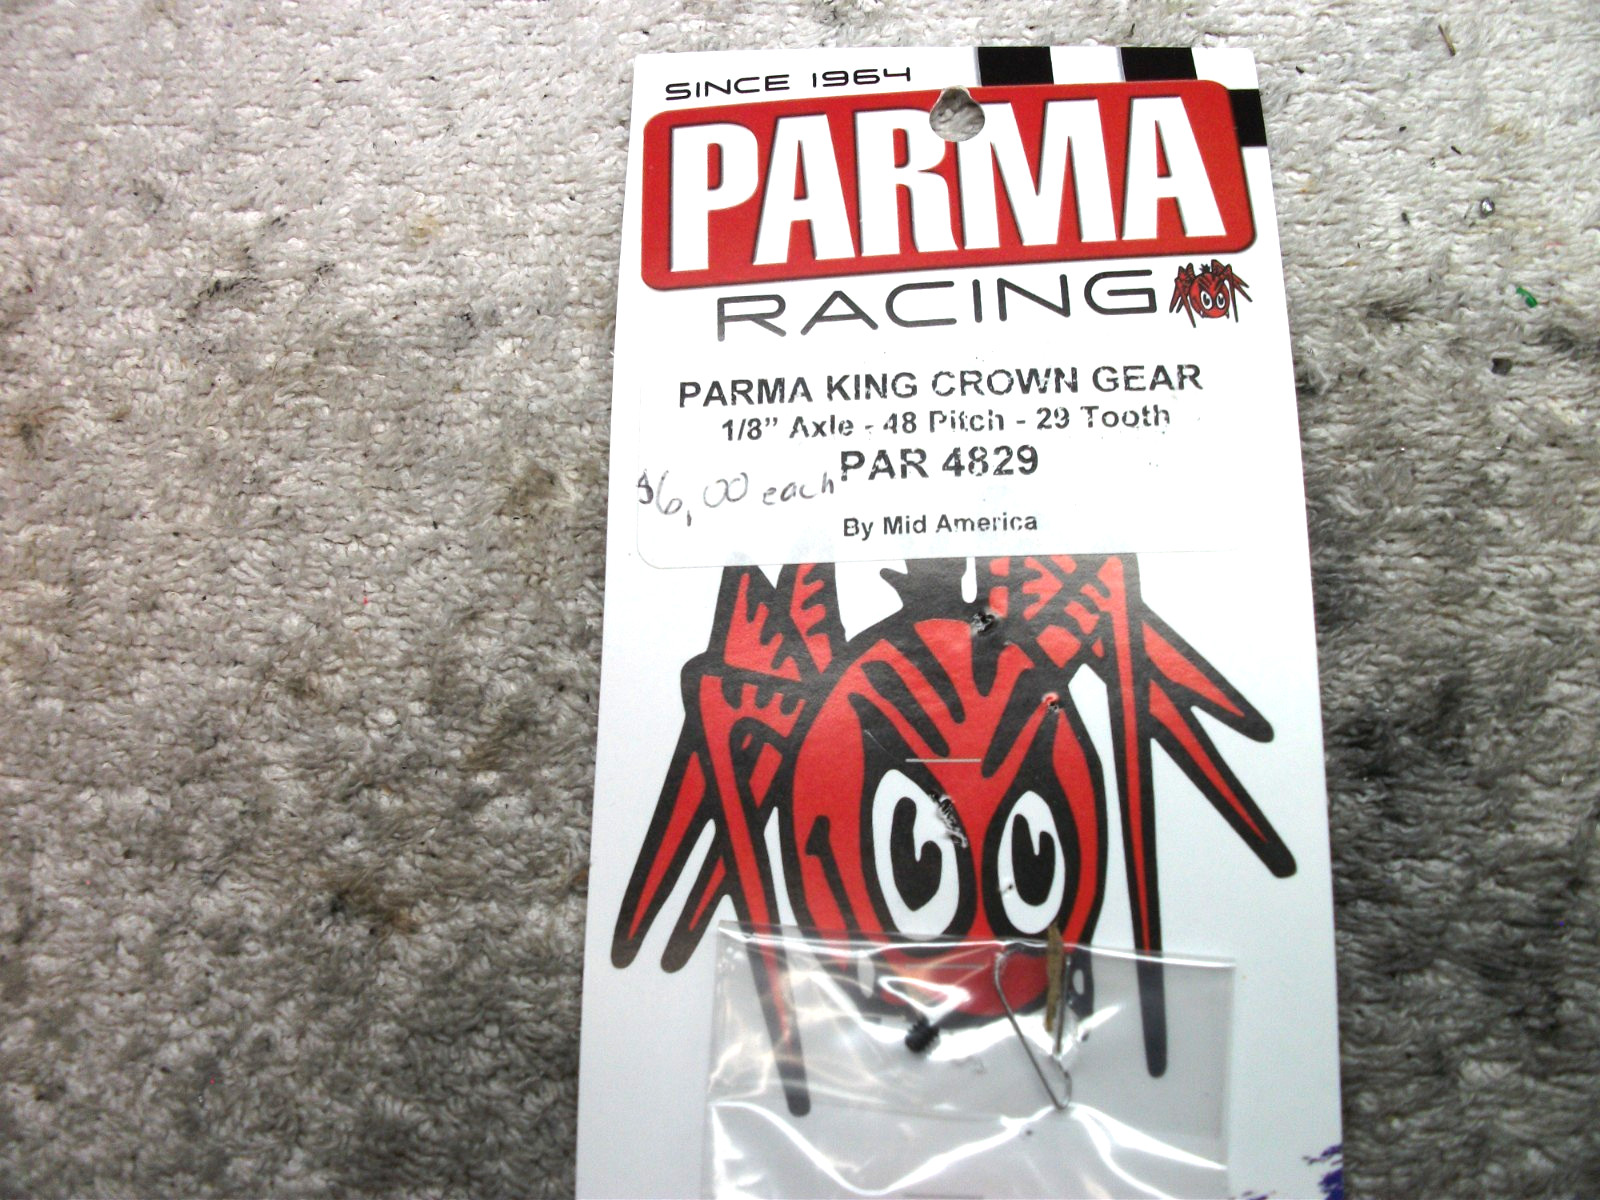 SINCE 1964
PARMA
RACING
PARMA KING CROWN GEAR
1/8" Axle - 48 Pitch - 29 Tooth
PAR 4829
$6,00 each
By Mid America